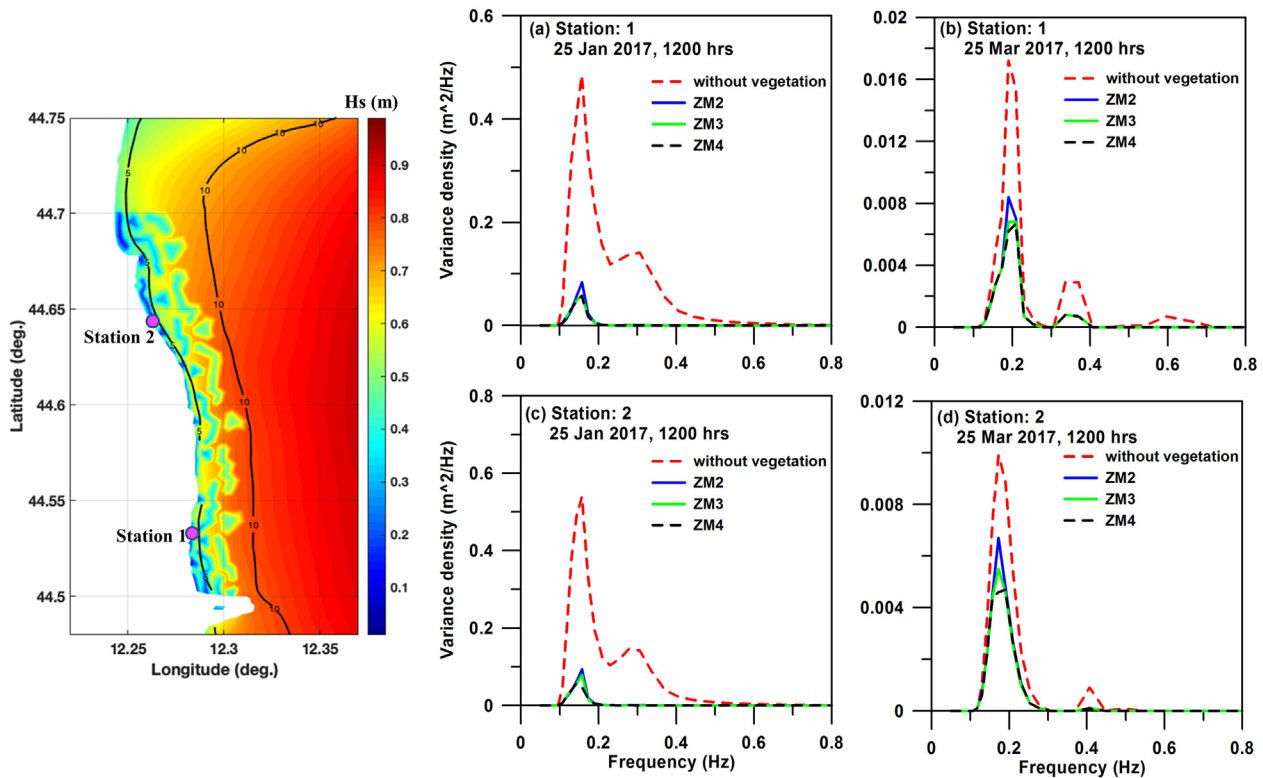 Hs (m)
44.75
44.7
44.65
44.6
44.55
44.5
Latitude (deg.)
12.25
12.3
12.35
Longitude (deg.)
5
5
5
5
5
10
10
10
10
10
10
10
Station 2
Station 1
0.9
0.8
0.7
0.6
0.5
0.4
0.3
0.2
0.1
(a) Station: 1
25 Jan 2017, 1200 hrs
without vegetation
ZM2
ZM3
ZM4
Variance density (m^2/Hz)
0.6
0.4
0.2
0
0
0.2
0.4
0.6
0.8
(b) Station: 1
25 Mar 2017, 1200 hrs
without vegetation
ZM2
ZM3
ZM4
0.02
0.016
0.012
0.008
0.004
0
0
0.2
0.4
0.6
0.8
(c) Station: 2
25 Jan 2017, 1200 hrs
without vegetation
ZM2
ZM3
ZM4
Variance density (m^2/Hz)
0.8
0.6
0.4
0.2
0
0
0.2
0.4
0.6
0.8
Frequency (Hz)
(d) Station: 2
25 Mar 2017, 1200 hrs
without vegetation
ZM2
ZM3
ZM4
0.012
0.008
0.004
0
0
0.2
0.4
0.6
0.8
Frequency (Hz)